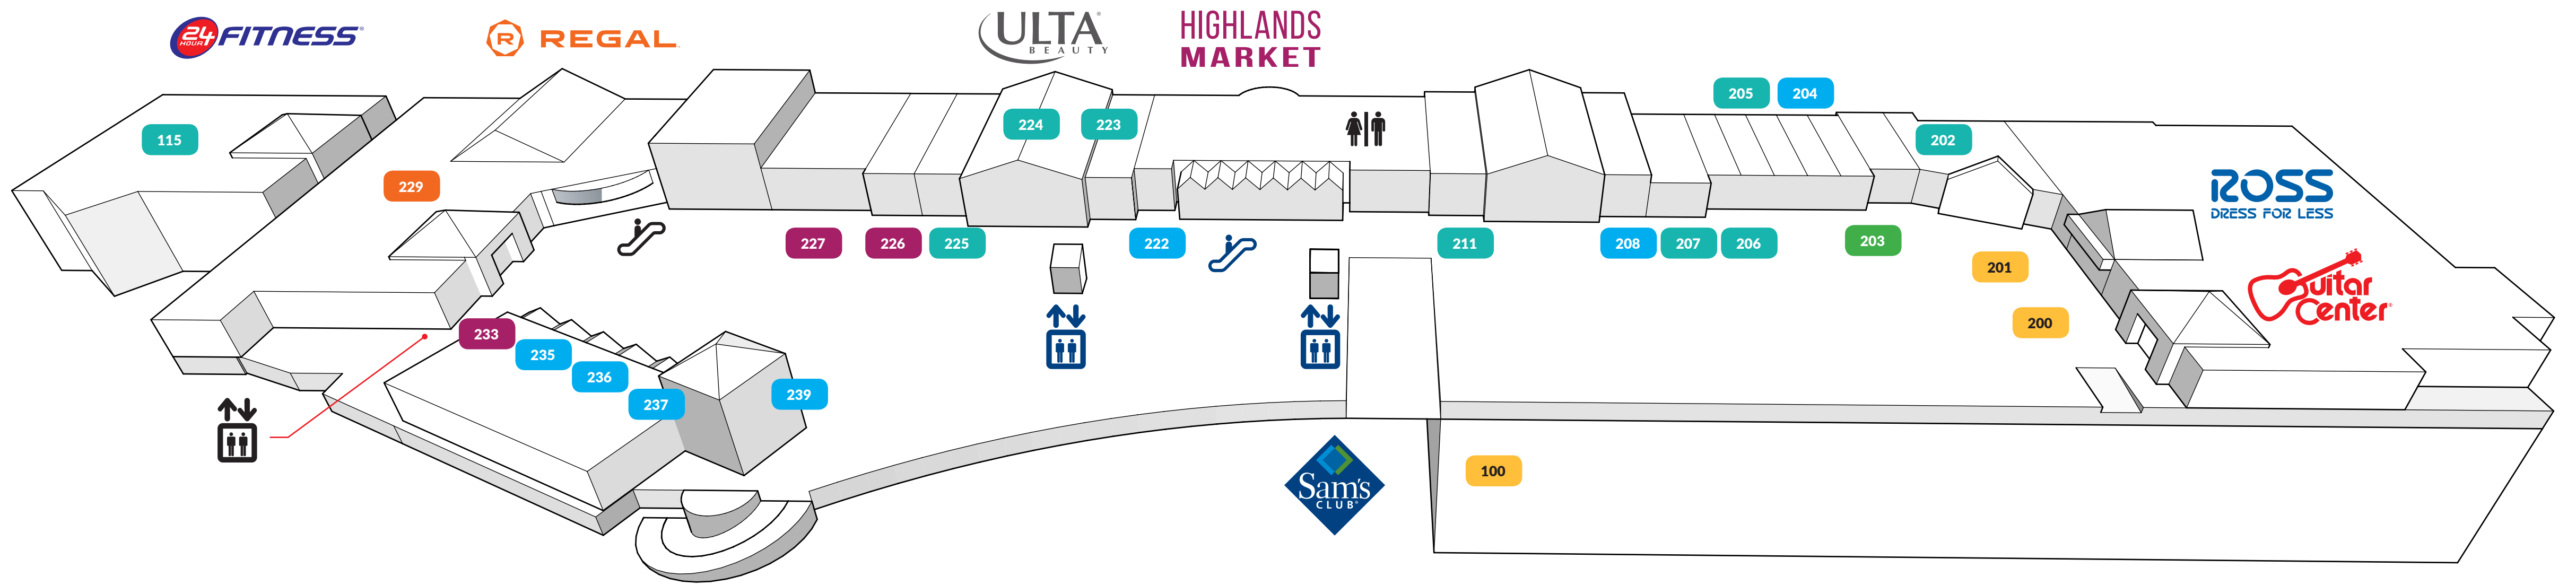 24
HOUR
FITNESS
R
REGAL
ULTA
BEAUTY
HIGHLANDS
MARKET
205
204
115
224
223
202
229
ROSS
DRESS FOR LESS
227
226
225
222
211
208
207
206
203
201
Guitar
Center
200
233
235
236
237
239
100
Sam's
CLUB